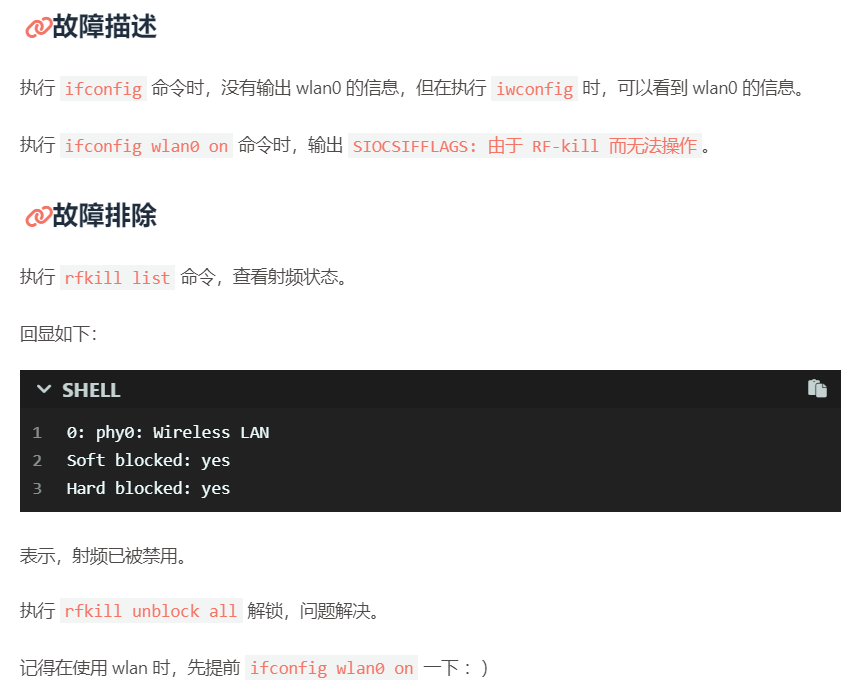 故障描述
执行 ifconfig 命令时，没有输出 wlan0 的信息，但在执行 iwconfig 时，可以看到 wlan0 的信息。
执行 ifconfig wlan0 on 命令时，输出 SIOCSIFFLAGS: 由于 RF-kill 而无法操作 。
故障排除
执行 rfkill list 命令，查看射频状态。
回显如下：
SHELL
1 0: phy0: Wireless LAN
2 Soft blocked: yes
3 Hard blocked: yes
表示，射频已被禁用。
执行 rfkill unblock all 解锁，问题解决。
记得在使用 wlan 时，先提前 ifconfig wlan0 on 一下：）